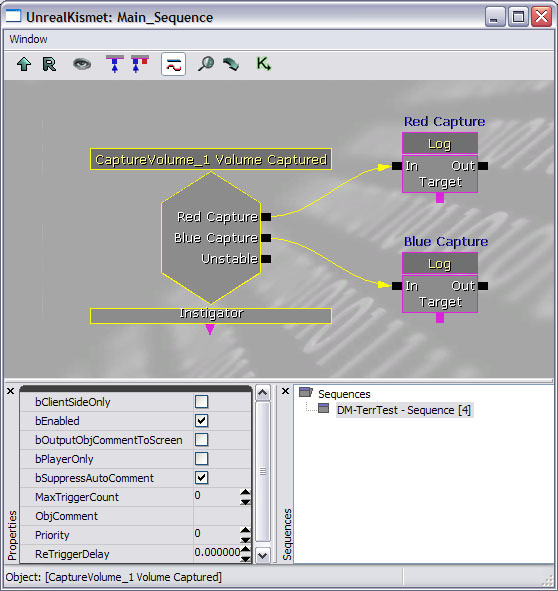 UnrealKismet: Main_Sequence
Window
R
K
Red Capture
Log
In Out
Target
CaptureVolume_1 Volume Captured
Red Capture
Blue Capture
Unstable
Instigator
Blue Capture
Log
In Out
Target
bClientSideOnly
bEnabled
bOutputObjCommentToScreen
bPlayerOnly
bSuppressAutoComment
MaxTriggerCount 0
ObjComment
Priority 0
ReTriggerDelay 0.000000
Properties
Sequences
DM-TerrTest - Sequence [4]
Sequences
Object: [CaptureVolume_1 Volume Captured]